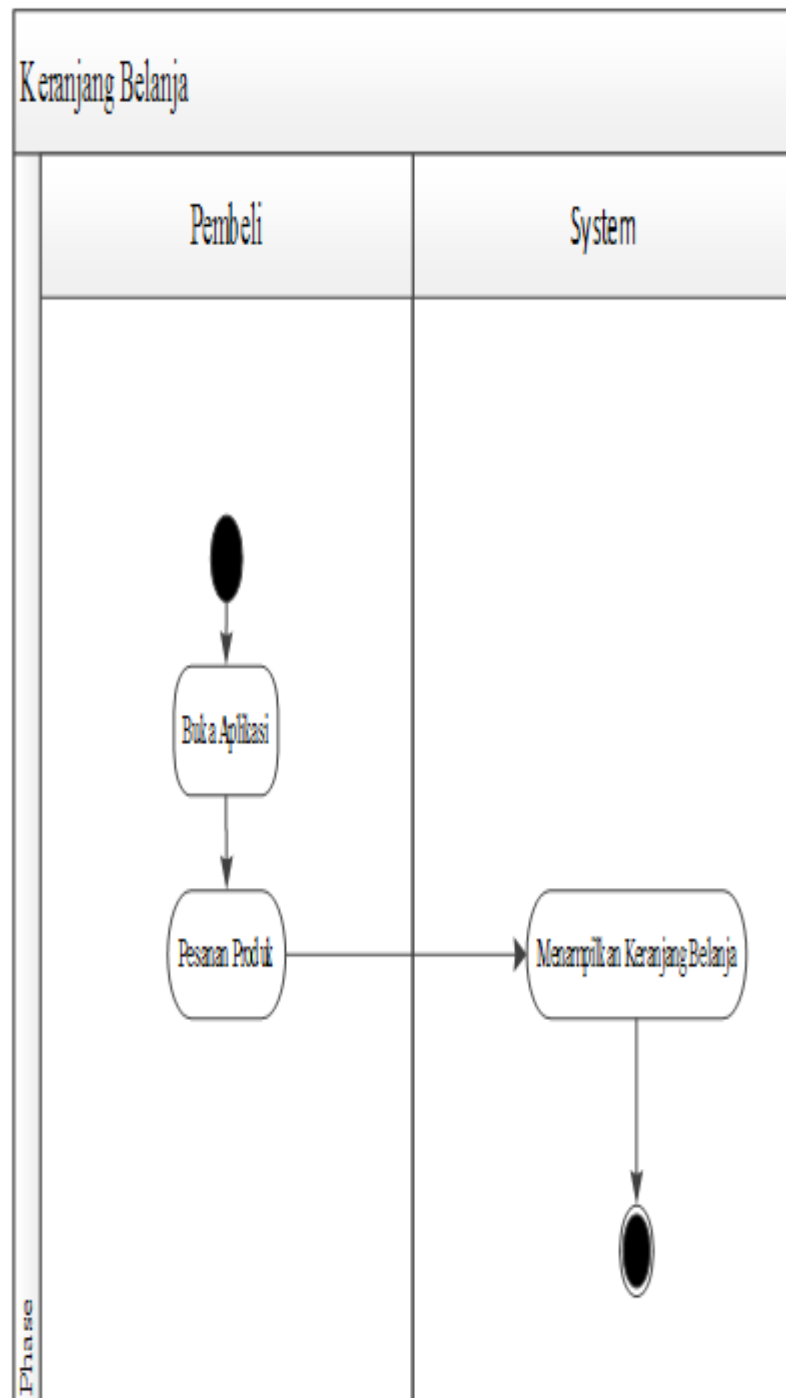 Keranjang Belanja
Pembeli
System
Buka Aplikasi
Pesanan Produk
Menampilkan Keranjang Belanja
Phase